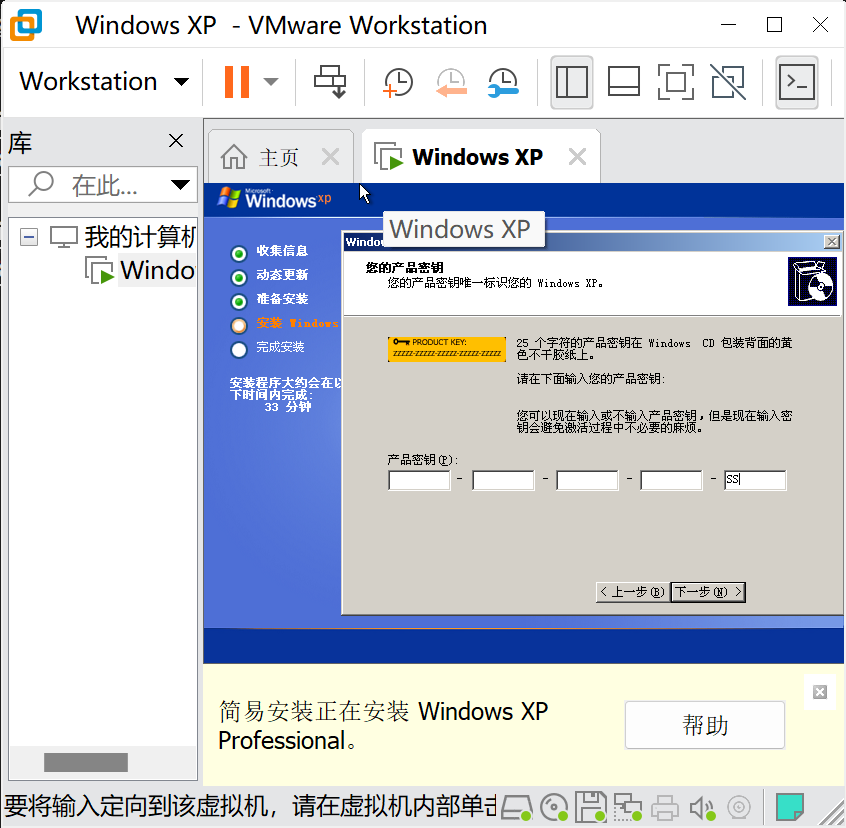 Windows XP - VMware Workstation
Workstation
库
主页
Windows XP
在此...
我的计算机
Windo
Microsoft
Windows xp
Windows XP
Windo
收集信息
动态更新
准备安装
安装 Windows
完成安装
安装程序大约会在以
下时间内完成:
33 分钟
您的产品密钥
您的产品密钥唯一标识您的 Windows XP。
PRODUCT KEY:
ZZZZZ-ZZZZZ-ZZZZZ-ZZZZZ-ZZZZZ
25 个字符的产品密钥在 Windows CD 包装背面的黄
色不干胶纸上。
请在下面输入您的产品密钥:
您可以现在输入或不输入产品密钥,但是现在输入密
钥会避免激活过程中不必要的麻烦。
产品密钥(P):
- - - - SS
< 上一步(B) 下一步(N) >
简易安装正在安装 Windows XP
Professional。
帮助
要将输入定向到该虚拟机，请在虚拟机内部单击